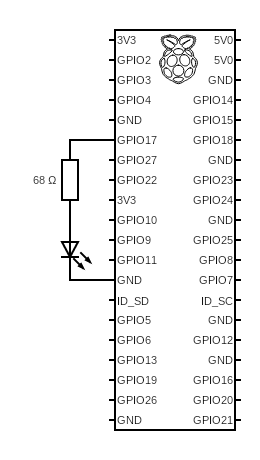 3V3 5V0
GPIO2 5V0
GPIO3 GND
GPIO4 GPIO14
GND GPIO15
GPIO17 GPIO18
GPIO27 GND
68 Ω GPIO22 GPIO23
3V3 GPIO24
GPIO10 GND
GPIO9 GPIO25
GPIO11 GPIO8
GND GPIO7
ID_SD ID_SC
GPIO5 GND
GPIO6 GPIO12
GPIO13 GND
GPIO19 GPIO16
GPIO26 GPIO20
GND GPIO21